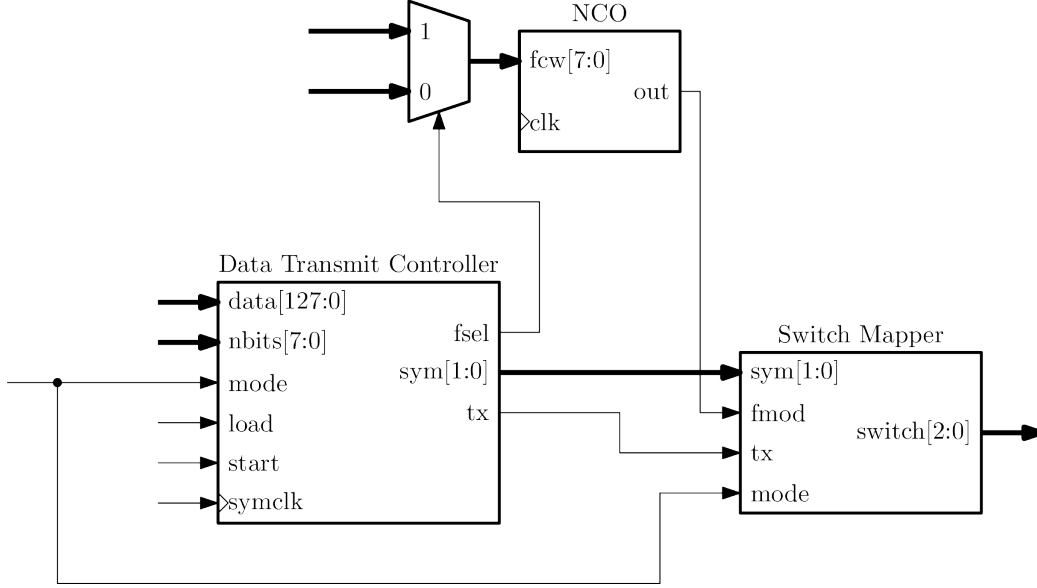 NCO
1
0
fcw[7:0]
out
clk
Data Transmit Controller
data[127:0]
nbits[7:0]
mode
load
start
symclk
fsel
sym[1:0]
tx
Switch Mapper
sym[1:0]
fmod
tx
mode
switch[2:0]